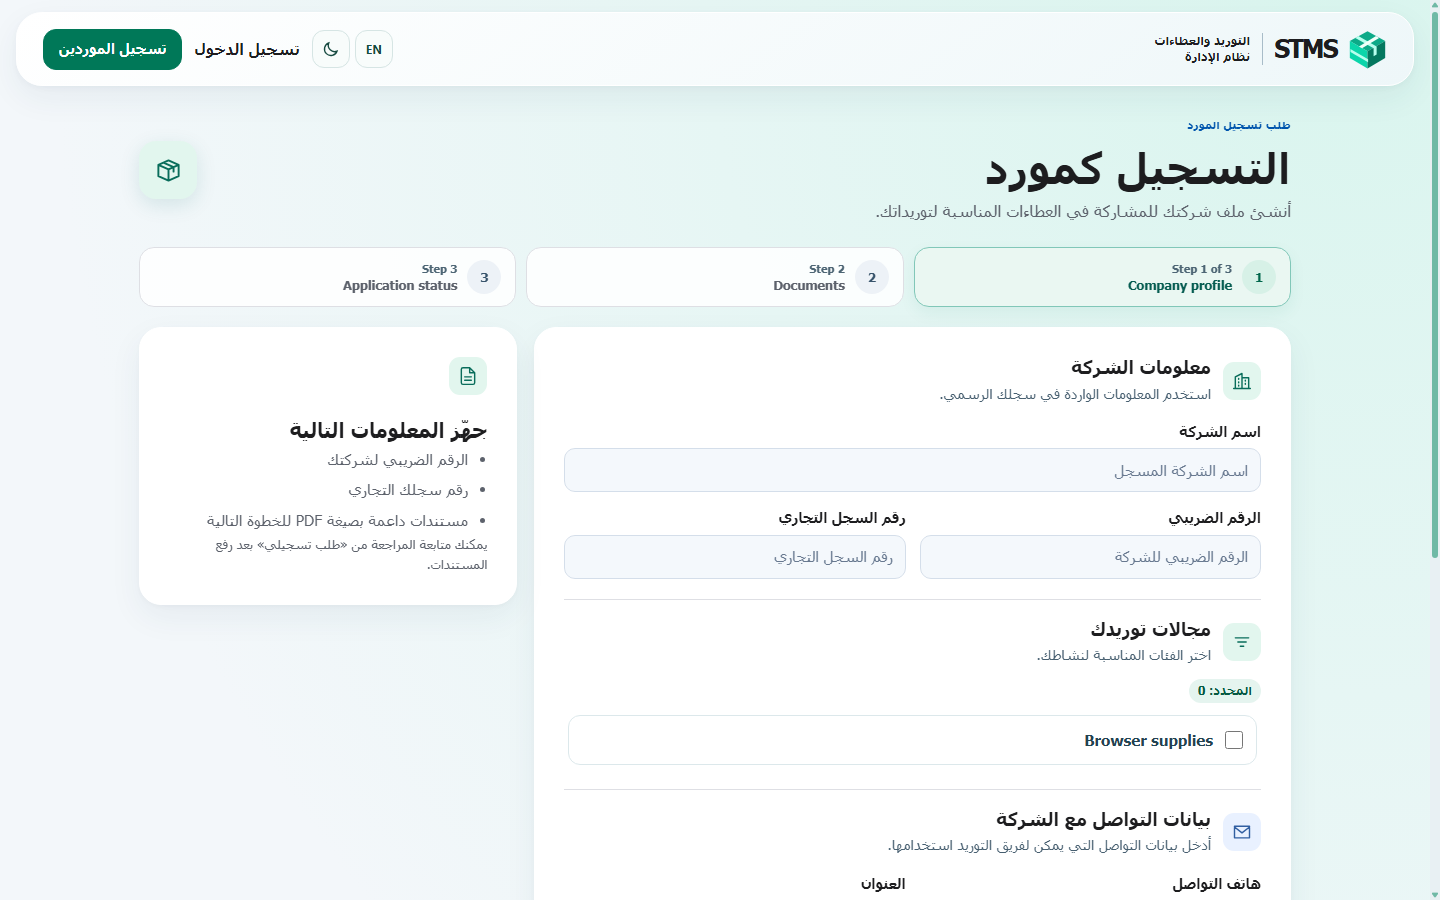 STMS
التوريد والعطاءات
نظام الإدارة
EN
تسجيل الدخول
تسجيل الموردين
طلب تسجيل المورد
التسجيل كمورد
أنشئ ملف شركتك للمشاركة في العطاءات المناسبة لتوريداتك.
1
Step 1 of 3
Company profile
2
Step 2
Documents
3
Step 3
Application status
معلومات الشركة
استخدم المعلومات الواردة في سجلك الرسمي.
اسم الشركة
اسم الشركة المسجل
الرقم الضريبي
الرقم الضريبي للشركة
رقم السجل التجاري
رقم السجل التجاري
مجالات توريدك
اختر الفئات المناسبة لنشاطك.
المحدد: 0
Browser supplies
بيانات التواصل مع الشركة
أدخل بيانات التواصل التي يمكن لفريق التوريد استخدامها.
هاتف التواصل
العنوان
جهّز المعلومات التالية
• الرقم الضريبي لشركتك
• رقم سجلك التجاري
• مستندات داعمة بصيغة PDF للخطوة التالية
يمكنك متابعة المراجعة من «طلب تسجيلي» بعد رفع
المستندات.